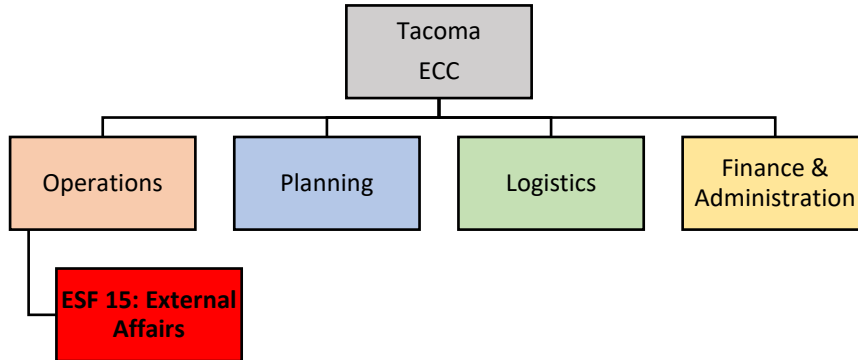 Tacoma
ECC
Operations
Planning
Logistics
Finance &
Administration
ESF 15: External
Affairs